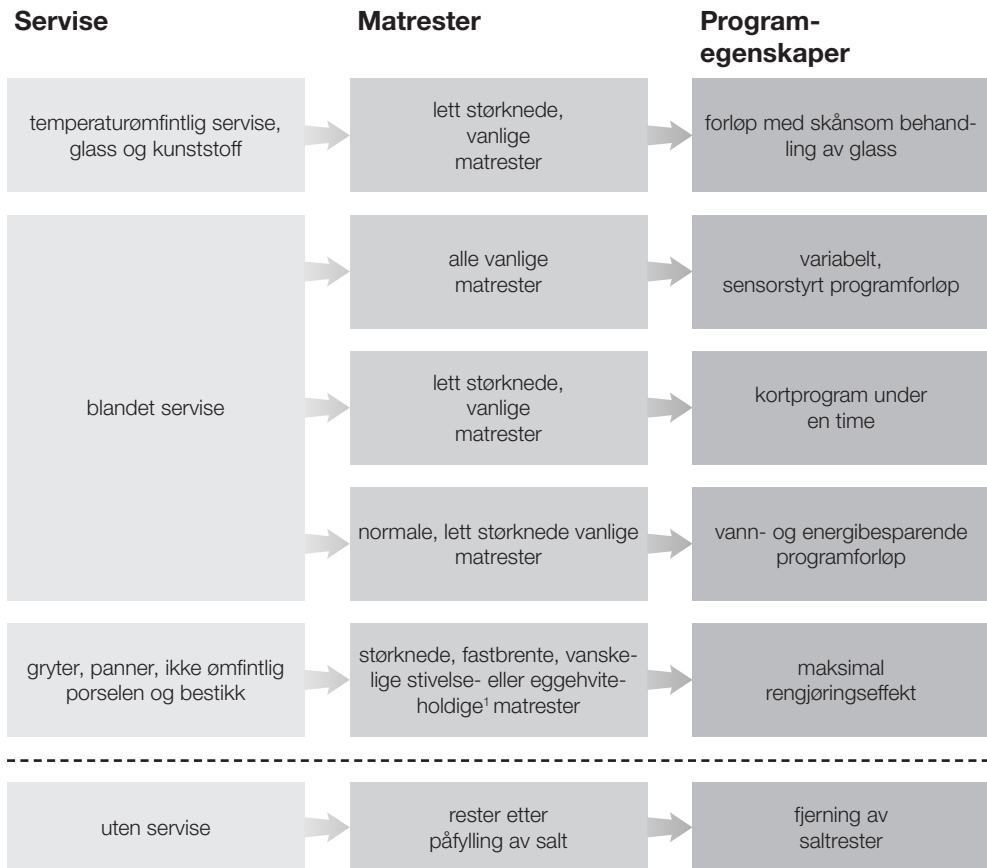 Servise
Matrester
Program-
egenskaper
temperaturømfintlig servise,
glass og kunststoff
lett størknede,
vanlige
matrester
forløp med skånsom behand-
ling av glass
blandet servise
alle vanlige
matrester
variabelt,
sensorstyrt programforløp
lett størknede,
vanlige
matrester
kortprogram under
en time
normale, lett størknede vanlige
matrester
vann- og energibesparende
programforløp
gryter, panner, ikke ømfintlig
porselen og bestikk
størknede, fastbrente, vanske-
lige stivelse- eller eggehvite-
holdige¹ matrester
maksimal
rengjøringseffekt
uten servise
rester etter
påfylling av salt
fjerning av
saltrester